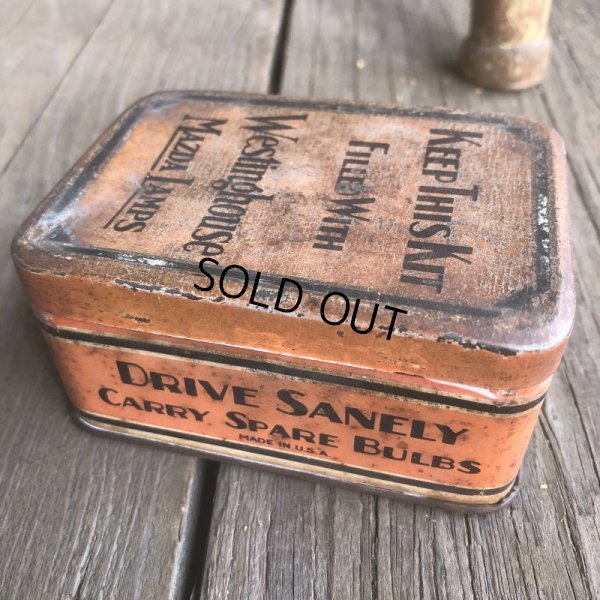 KEEP THIS KIT
FILLED WITH
Westinghouse
MAZDA LAMPS
SOLD OUT
DRIVE SANELY
CARRY SPARE BULBS
MADE IN U.S.A